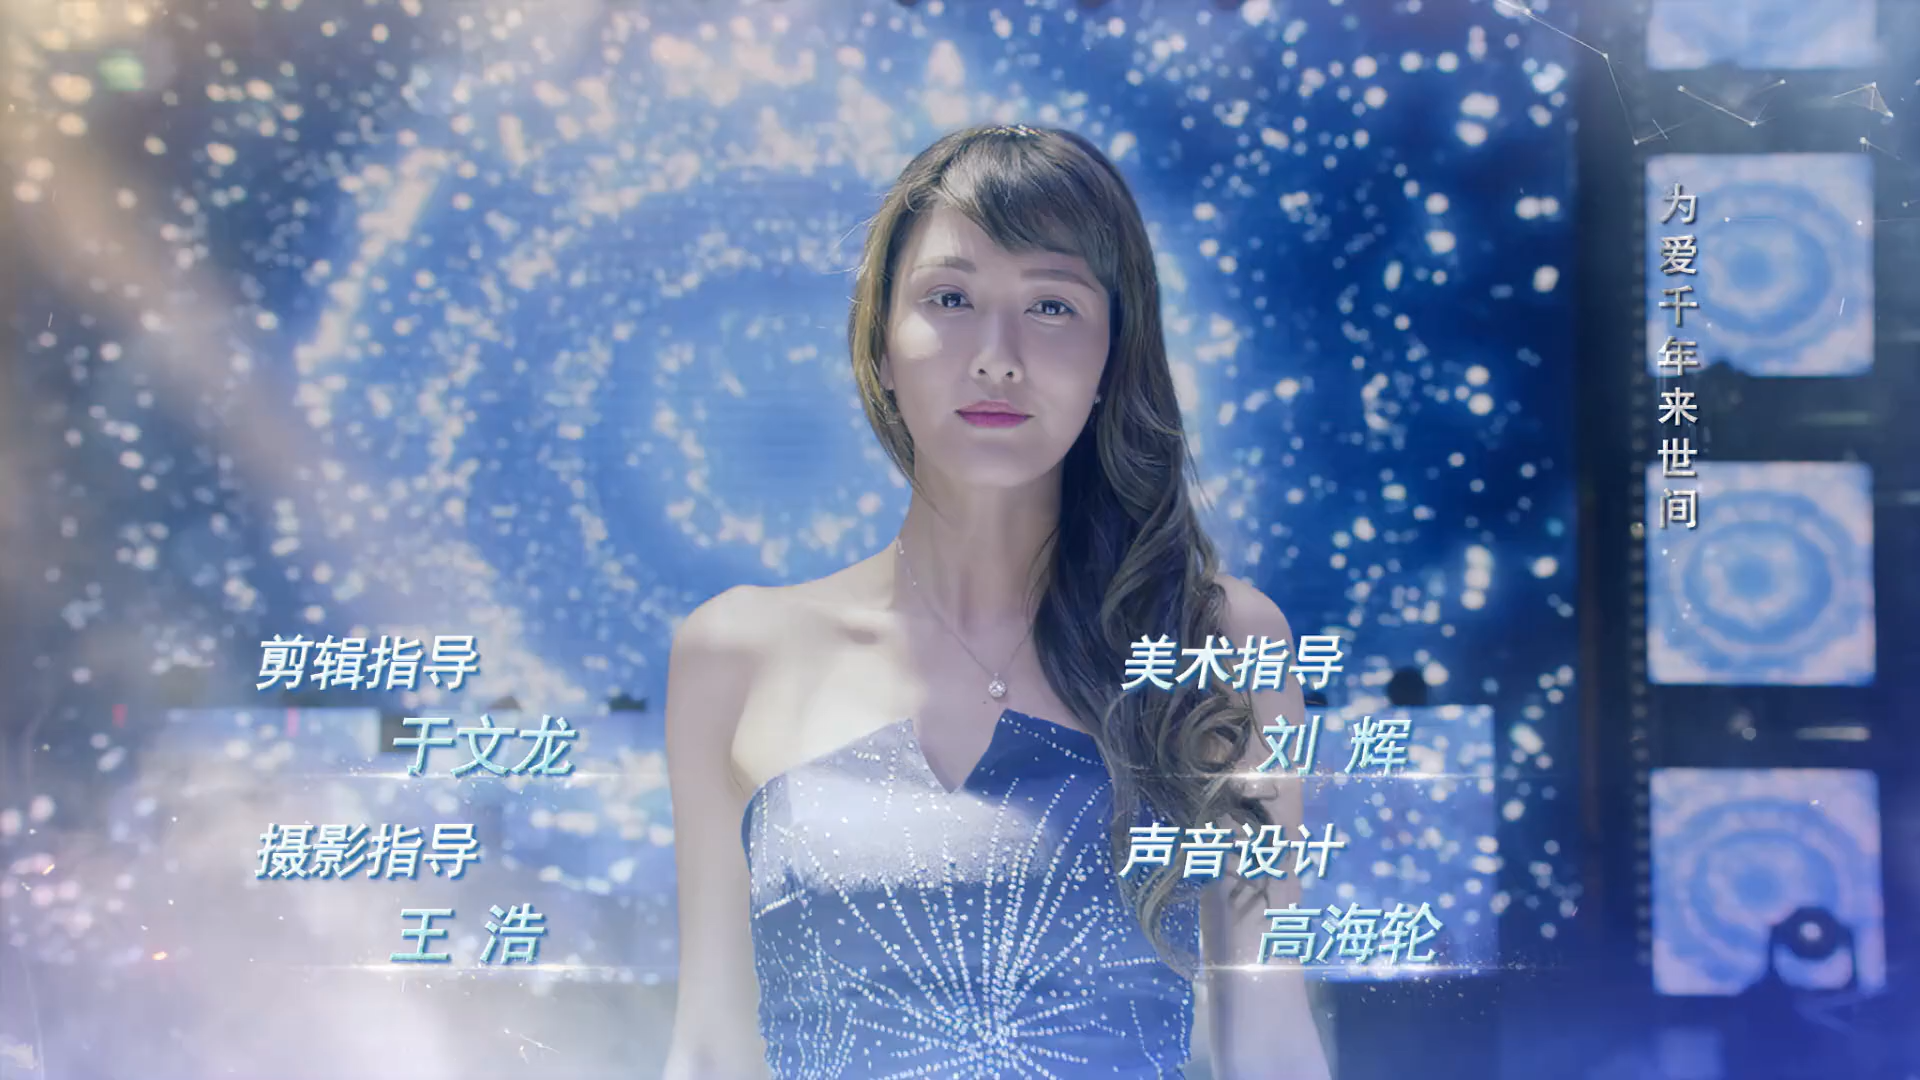 剪辑指导
于文龙
摄影指导
王 浩
美术指导
刘 辉
声音设计
高海轮
为爱千年来世间